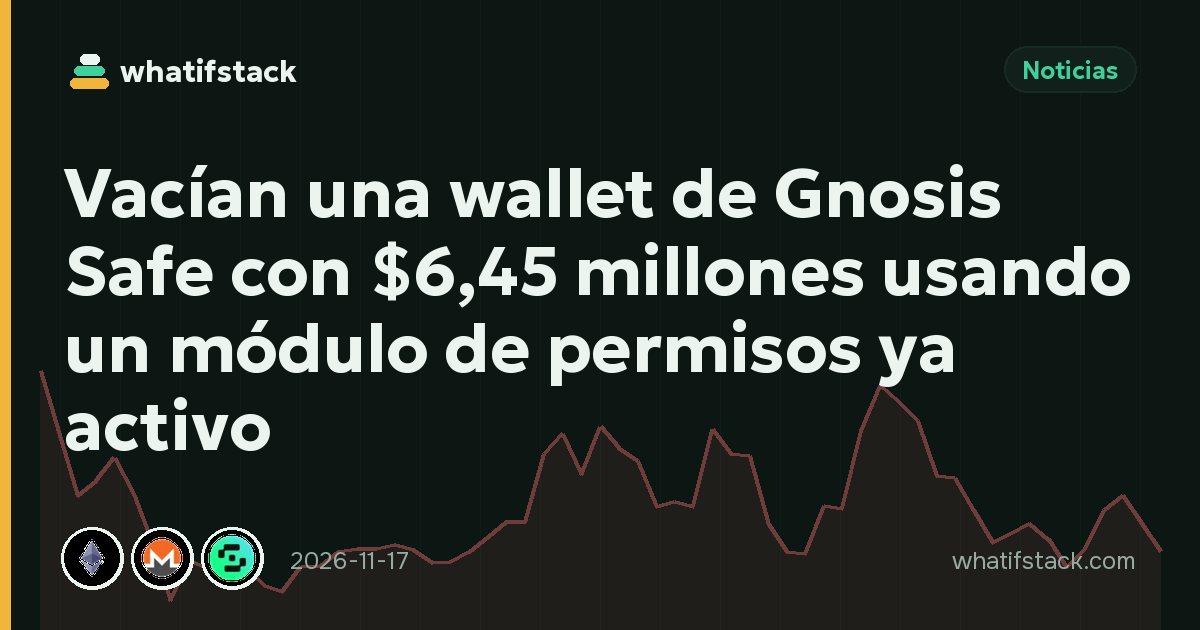 whatifstack
Noticias
Vacían una wallet de Gnosis
Safe con $6,45 millones usando
un módulo de permisos ya
activo
2026-11-17
whatifstack.com